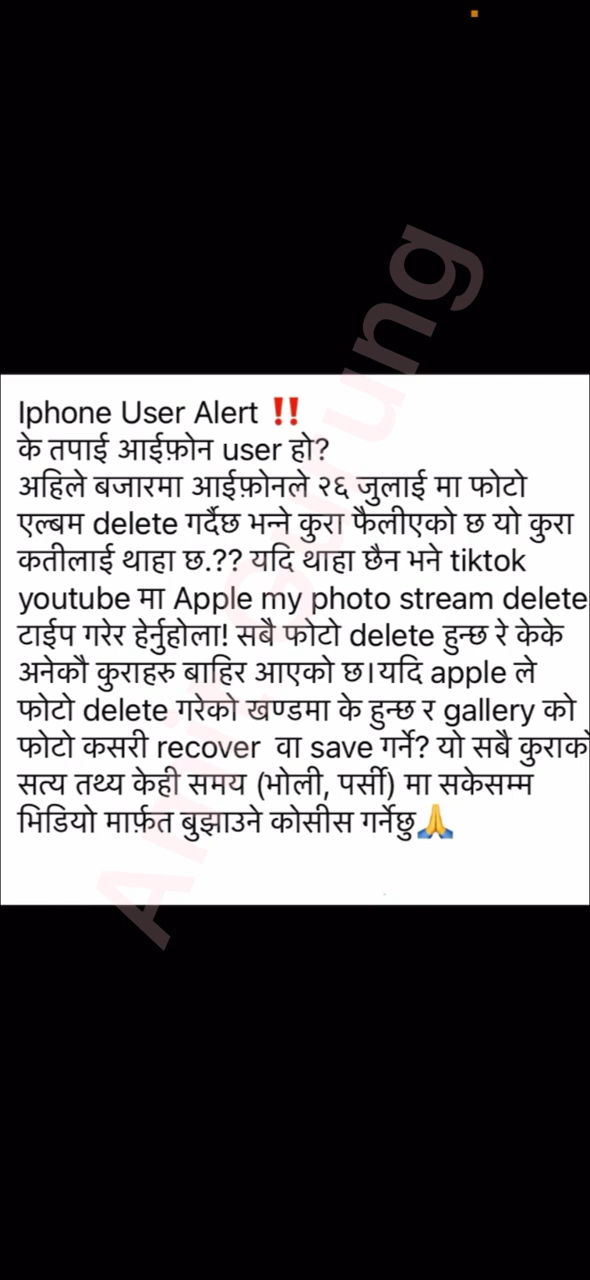 Iphone User Alert ‼️
के तपाई आईफ़ोन user हो?
अहिले बजारमा आईफ़ोनले २६ जुलाई मा फोटो
एल्बम delete गर्दैछ भन्ने कुरा फैलीएको छ यो कुरा
कतीलाई थाहा छ.?? यदि थाहा छैन भने tiktok
youtube मा Apple my photo stream delete
टाईप गरेर हेर्नुहोला! सबै फोटो delete हुन्छ रे केके
अनेकौ कुराहरु बाहिर आएको छ।यदि apple ले
फोटो delete गरेको खण्डमा के हुन्छ र gallery को
फोटो कसरी recover वा save गर्ने? यो सबै कुराको
सत्य तथ्य केही समय (भोली, पर्सी) मा सकेसम्म
भिडियो मार्फ़त बुझाउने कोसीस गर्नेछु🙏
Amit Gurung